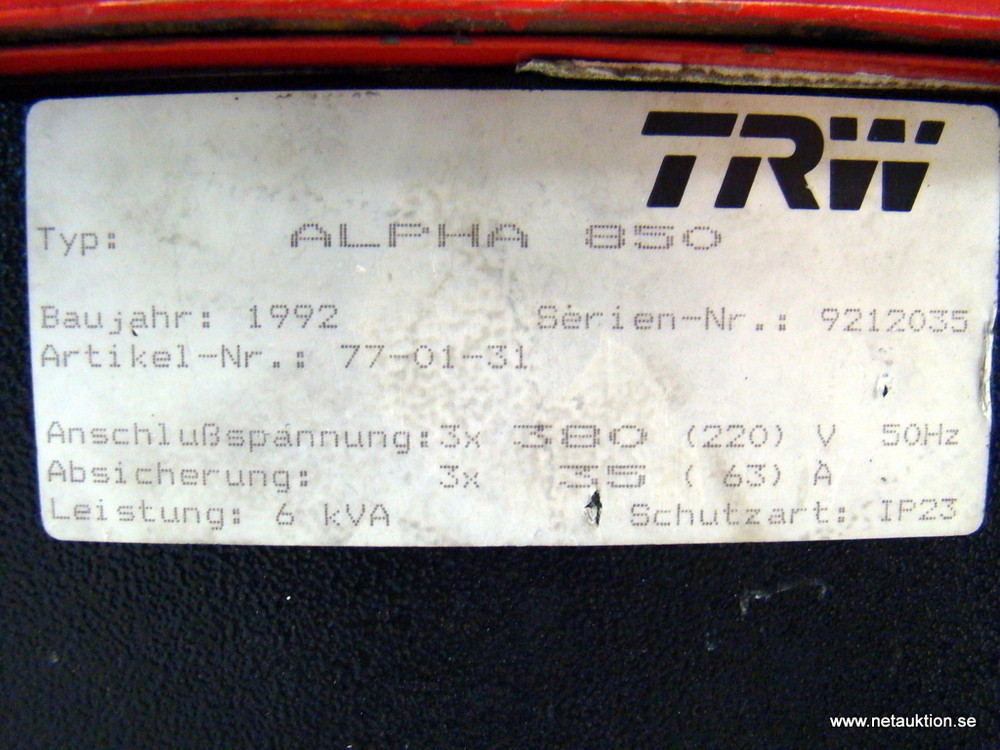 TRW
Typ: ALPHA 850
Baujahr: 1992 Serien-Nr.: 9212035
Artikel-Nr.: 77-01-31
Anschlußspannung: 3x 380 (220) V 50Hz
Absicherung: 3x 35 ( 63) A
Leistung: 6 kVA Schutzart: IP23
www.netauktion.se